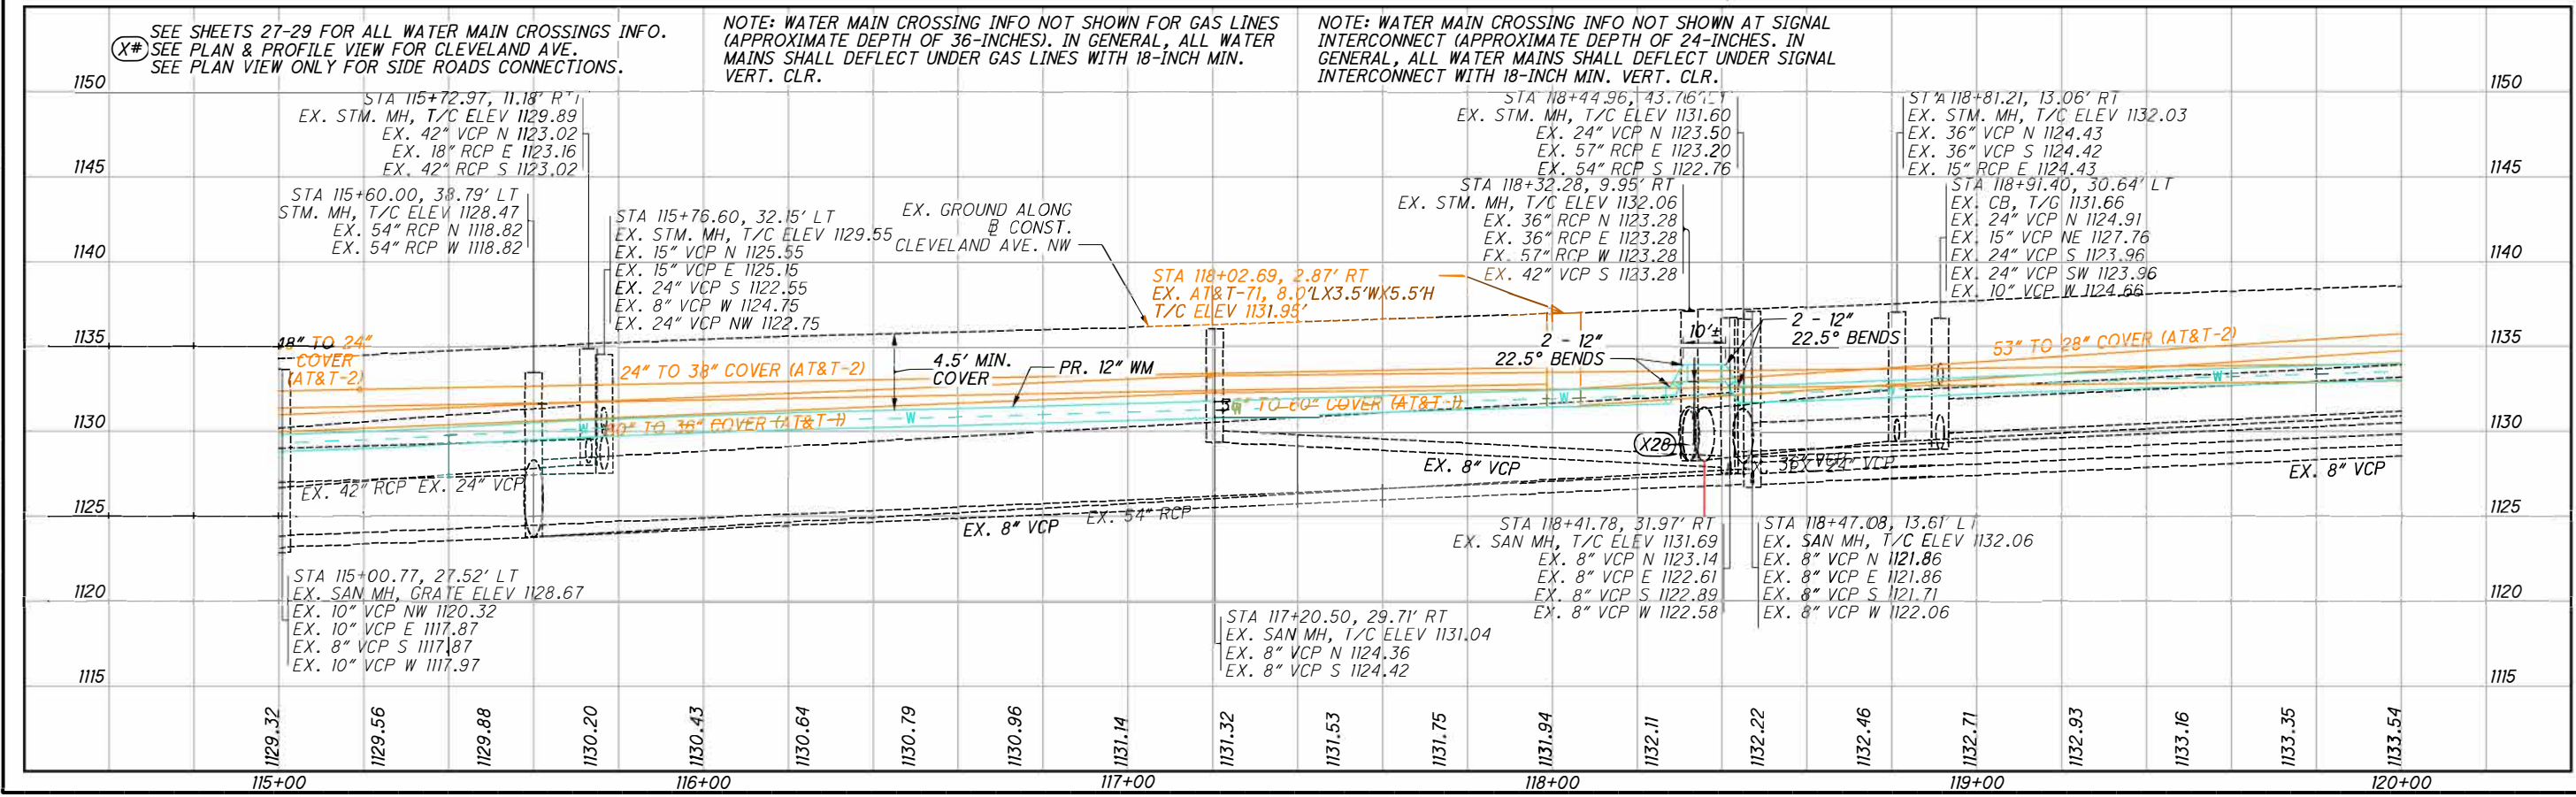 SEE SHEETS 27-29 FOR ALL WATER MAIN CROSSINGS INFO.
X# SEE PLAN & PROFILE VIEW FOR CLEVELAND AVE.
SEE PLAN VIEW ONLY FOR SIDE ROADS CONNECTIONS.
NOTE: WATER MAIN CROSSING INFO NOT SHOWN FOR GAS LINES
(APPROXIMATE DEPTH OF 36-INCHES). IN GENERAL, ALL WATER
MAINS SHALL DEFLECT UNDER GAS LINES WITH 18-INCH MIN.
VERT. CLR.
NOTE: WATER MAIN CROSSING INFO NOT SHOWN AT SIGNAL
INTERCONNECT (APPROXIMATE DEPTH OF 24-INCHES. IN
GENERAL, ALL WATER MAINS SHALL DEFLECT UNDER SIGNAL
INTERCONNECT WITH 18-INCH MIN. VERT. CLR.
1150
1145
1140
1135
1130
1125
1120
1115
STA 115+72.97, 11.18' RT
EX. STM. MH, T/C ELEV 1129.89
EX. 42" VCP N 1123.02
EX. 18" RCP E 1123.16
EX. 42" RCP S 1123.02
STA 115+60.00, 38.79' LT
STM. MH, T/C ELEV 1128.47
EX. 54" RCP N 1118.82
EX. 54" RCP W 1118.82
STA 115+76.60, 32.15' LT
EX. STM. MH, T/C ELEV 1129.55
EX. 15" VCP N 1125.55
EX. 15" VCP E 1125.15
EX. 24" VCP S 1122.55
EX. 8" VCP W 1124.75
EX. 24" VCP NW 1122.75
EX. GROUND ALONG
B CONST.
CLEVELAND AVE. NW
STA 118+02.69, 2.87' RT
EX. AT&T-71, 8.0'LX3.5'WX5.5'H
T/C ELEV 1131.95'
STA 118+44.96, 43.76' LT
EX. STM. MH, T/C ELEV 1131.60
EX. 24" VCP N 1123.50
EX. 57" RCP E 1123.20
EX. 54" RCP S 1122.76
STA 118+32.28, 9.95' RT
EX. STM. MH, T/C ELEV 1132.06
EX. 36" RCP N 1123.28
EX. 36" RCP E 1123.28
EX. 57" RCP W 1123.28
EX. 42" VCP S 1123.28
STA 118+81.21, 13.06' RT
EX. STM. MH, T/C ELEV 1132.03
EX. 36" VCP N 1124.43
EX. 36" VCP S 1124.42
EX. 15" RCP E 1124.43
STA 118+91.40, 30.64' LT
EX. CB, T/G 1131.66
EX. 24" VCP N 1124.91
EX. 15" VCP NE 1127.76
EX. 24" VCP S 1123.96
EX. 24" VCP SW 1123.96
EX. 10" VCP W 1124.66
1150
1145
1140
1135
1130
1125
1120
1115
18" TO 24"
COVER
(AT&T-2)
24" TO 38" COVER (AT&T-2)
4.5' MIN.
COVER
PR. 12" WM
2 - 12"
22.5° BENDS
10'±
2 - 12"
22.5° BENDS
53" TO 28" COVER (AT&T-2)
W
W
W
W
W
TO 60" COVER (AT&T-1)
TO 36" COVER (AT&T-1)
X28
EX. 42" RCP
EX. 24" VCP
EX. 8" VCP
EX. 54" RCP
EX. 8" VCP
EX. 24" VCP
EX. 8" VCP
STA 115+00.77, 27.52' LT
EX. SAN MH, GRATE ELEV 1128.67
EX. 10" VCP NW 1120.32
EX. 10" VCP E 1117.87
EX. 8" VCP S 1117.87
EX. 10" VCP W 1117.97
STA 117+20.50, 29.71' RT
EX. SAN MH, T/C ELEV 1131.04
EX. 8" VCP N 1124.36
EX. 8" VCP S 1124.42
STA 118+41.78, 31.97' RT
EX. SAN MH, T/C ELEV 1131.69
EX. 8" VCP N 1123.14
EX. 8" VCP E 1122.61
EX. 8" VCP S 1122.89
EX. 8" VCP W 1122.58
STA 118+47.08, 13.61' LT
EX. SAN MH, T/C ELEV 1132.06
EX. 8" VCP N 1121.86
EX. 8" VCP E 1121.86
EX. 8" VCP S 1121.71
EX. 8" VCP W 1122.06
1129.32
1129.56
1129.88
1130.20
1130.43
1130.64
1130.79
1130.96
1131.14
1131.32
1131.53
1131.75
1131.94
1132.11
1132.22
1132.46
1132.71
1132.93
1133.16
1133.35
1133.54
115+00
116+00
117+00
118+00
119+00
120+00